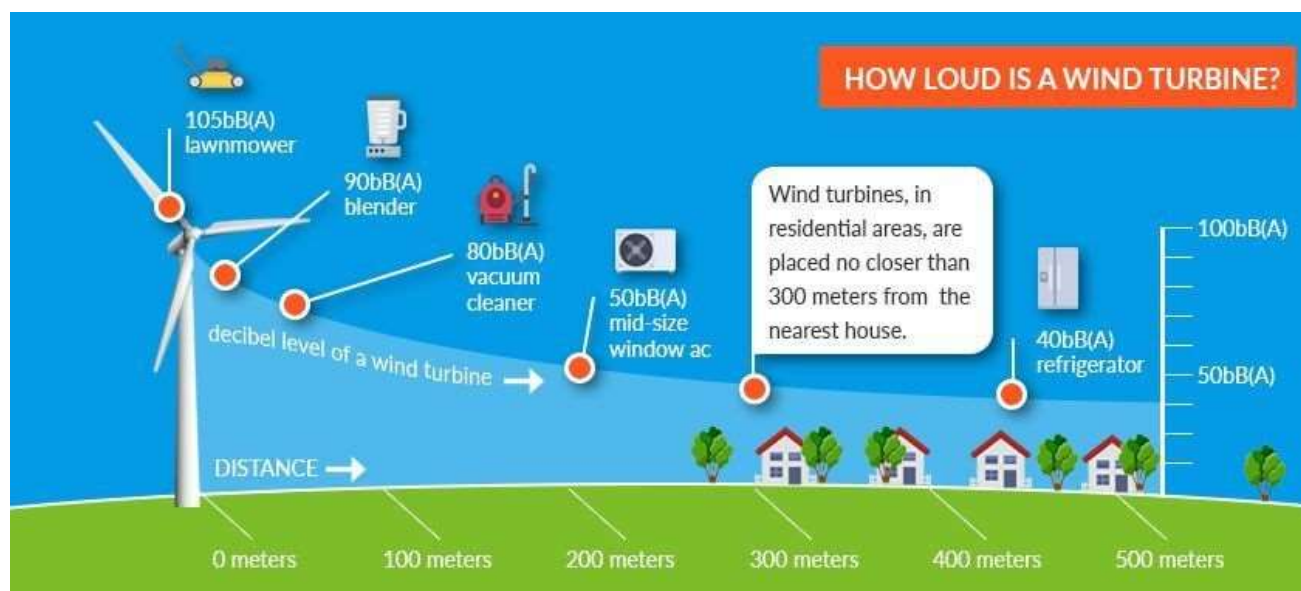 HOW LOUD IS A WIND TURBINE?
105bB(A)
lawnmower
90bB(A)
blender
80bB(A)
vacuum
cleaner
50bB(A)
mid-size
window ac
Wind turbines, in
residential areas, are
placed no closer than
300 meters from the
nearest house.
40bB(A)
refrigerator
100bB(A)
50bB(A)
decibel level of a wind turbine
DISTANCE
0 meters
100 meters
200 meters
300 meters
400 meters
500 meters